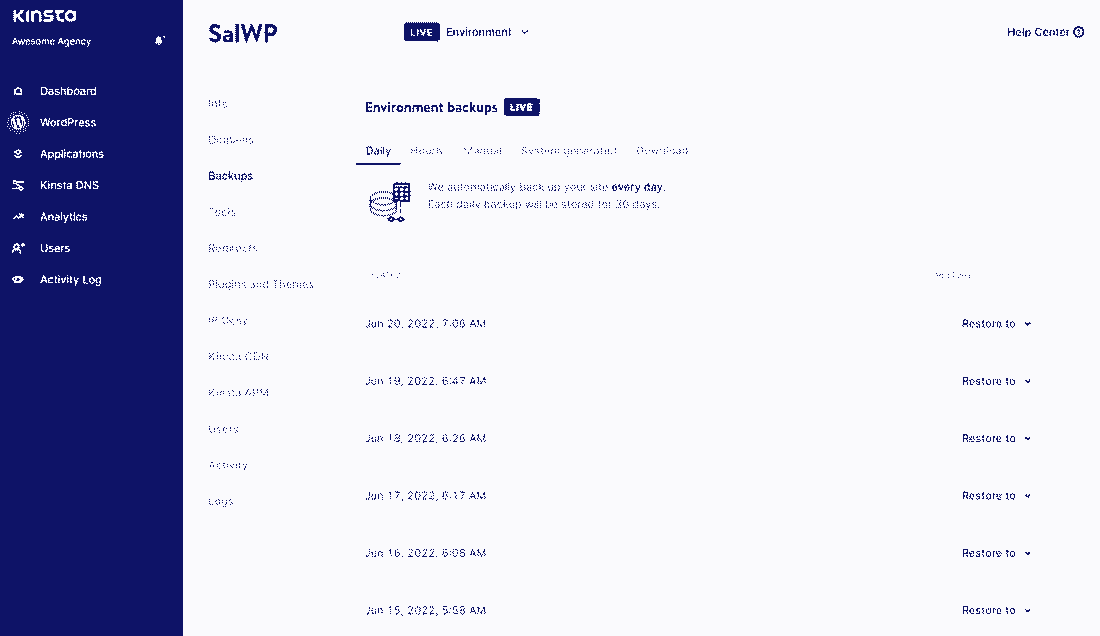 Kinsta
Awesome Agency
Dashboard
WordPress
Applications
Kinsta DNS
Analytics
Users
Activity Log
SalWP
LIVE Environment
Help Center
Info
Domains
Backups
Tools
Redirects
Plugins and Themes
IP Deny
Kinsta CDN
Kinsta APM
Users
Activity
Logs
Environment backups LIVE
Daily Hourly Manual System generated Download
We automatically back up your site every day.
Each daily backup will be stored for 30 days.
Jun 20, 2022, 7:06 AM Restore to
Jun 19, 2022, 6:47 AM Restore to
Jun 18, 2022, 6:26 AM Restore to
Jun 17, 2022, 6:17 AM Restore to
Jun 16, 2022, 6:08 AM Restore to
Jun 15, 2022, 5:58 AM Restore to